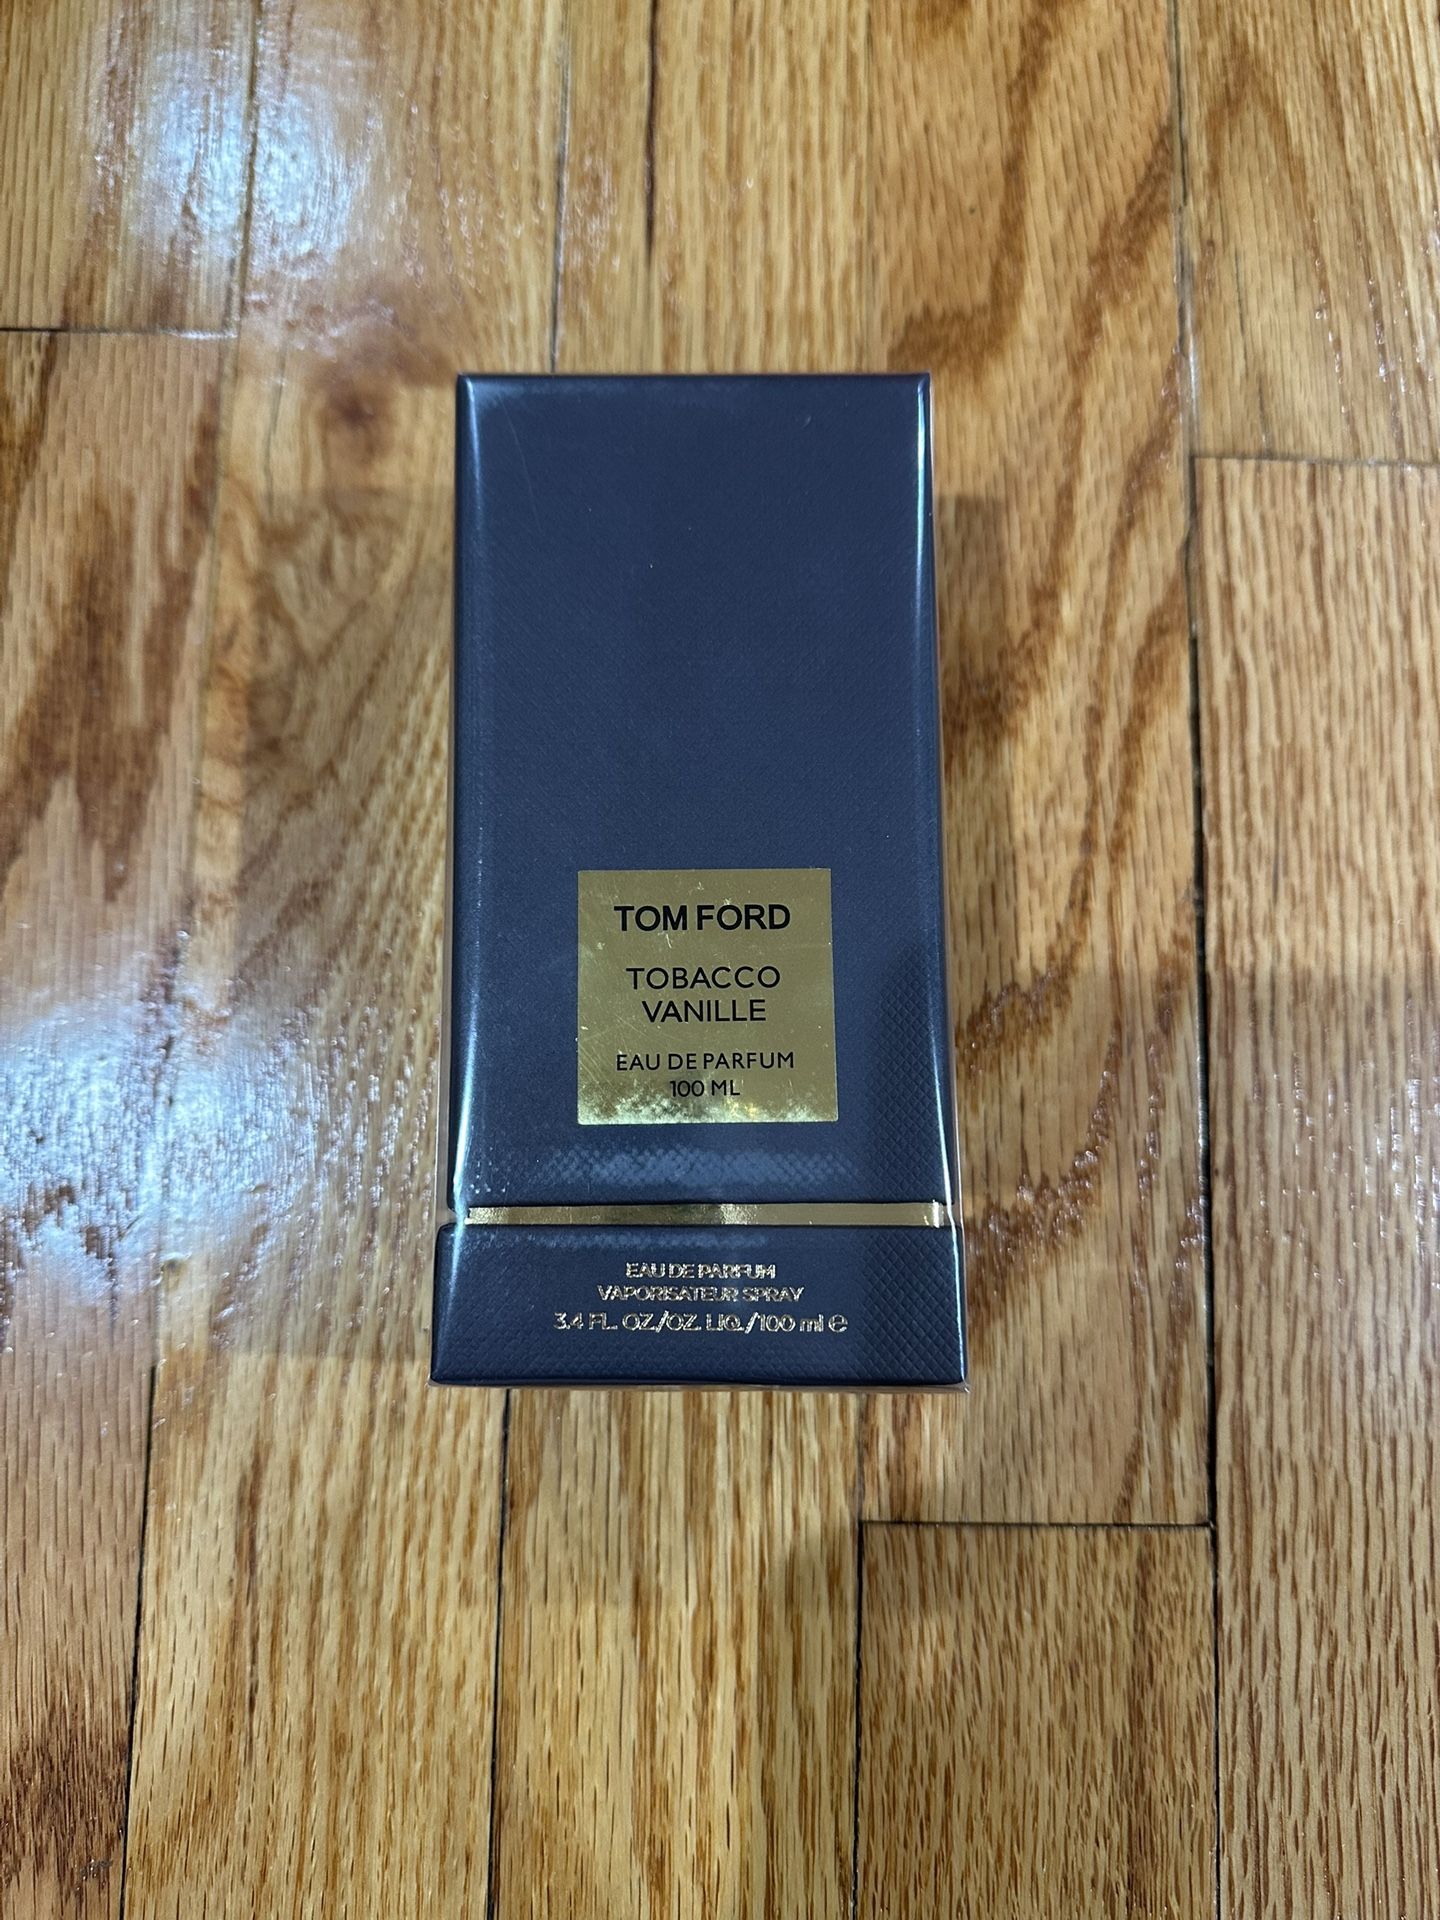 TOM FORD
TOBACCO
VANILLE
EAU DE PARFUM
100 ML
EAU DE PARFUM
VAPORISATEUR SPRAY
3.4 FL. OZ./OZ. LIQ./100 ml ℮